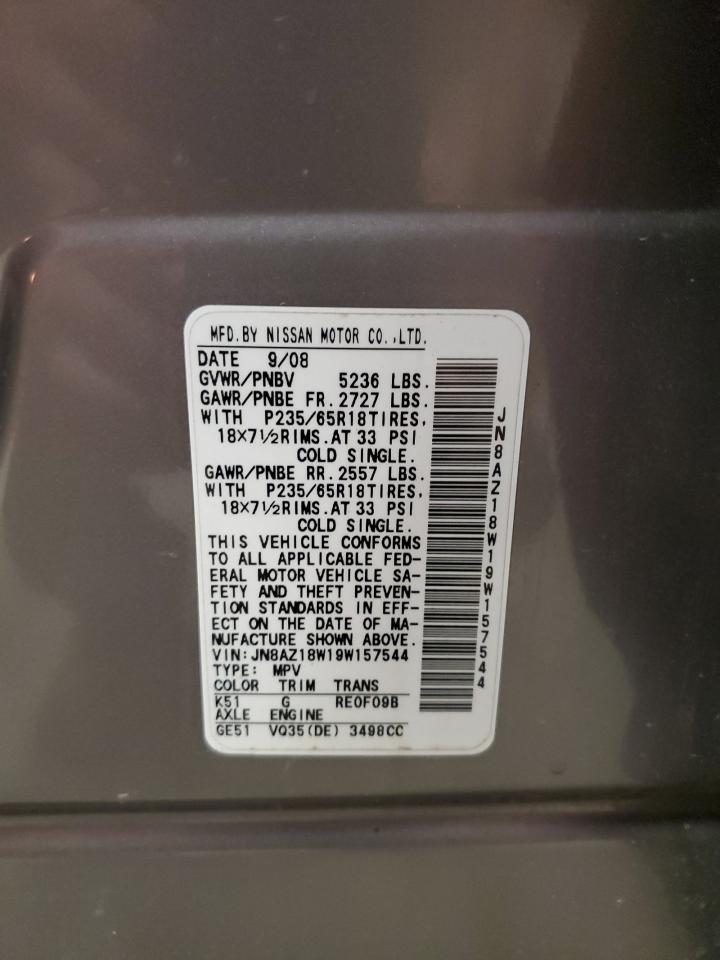 MFD.BY NISSAN MOTOR CO.,LTD.
DATE 9/08
GVWR/PNBV 5236 LBS.
GAWR/PNBE FR.2727 LBS.
WITH P235/65R18TIRES,
18X7½RIMS.AT 33 PSI
COLD SINGLE.
GAWR/PNBE RR.2557 LBS.
WITH P235/65R18TIRES,
18X7½RIMS.AT 33 PSI
COLD SINGLE.
THIS VEHICLE CONFORMS
TO ALL APPLICABLE FED-
ERAL MOTOR VEHICLE SA-
FETY AND THEFT PREVEN-
TION STANDARDS IN EFF-
ECT ON THE DATE OF MA-
NUFACTURE SHOWN ABOVE.
VIN:JN8AZ18W19W157544
TYPE: MPV
COLOR TRIM TRANS
K51 G RE0F09B
AXLE ENGINE
GE51 VQ35(DE) 3498CC
JN8AZ18W19W157544